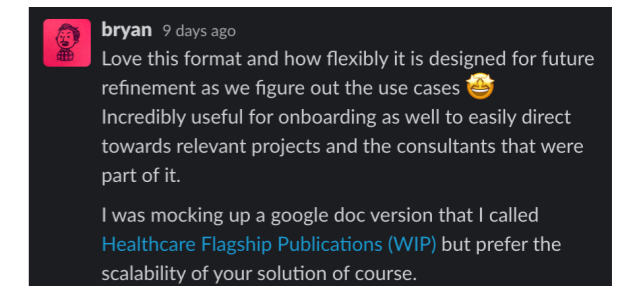 bryan 9 days ago
Love this format and how flexibly it is designed for future
refinement as we figure out the use cases 🤩
Incredibly useful for onboarding as well to easily direct
towards relevant projects and the consultants that were
part of it.
I was mocking up a google doc version that I called
Healthcare Flagship Publications (WIP) but prefer the
scalability of your solution of course.